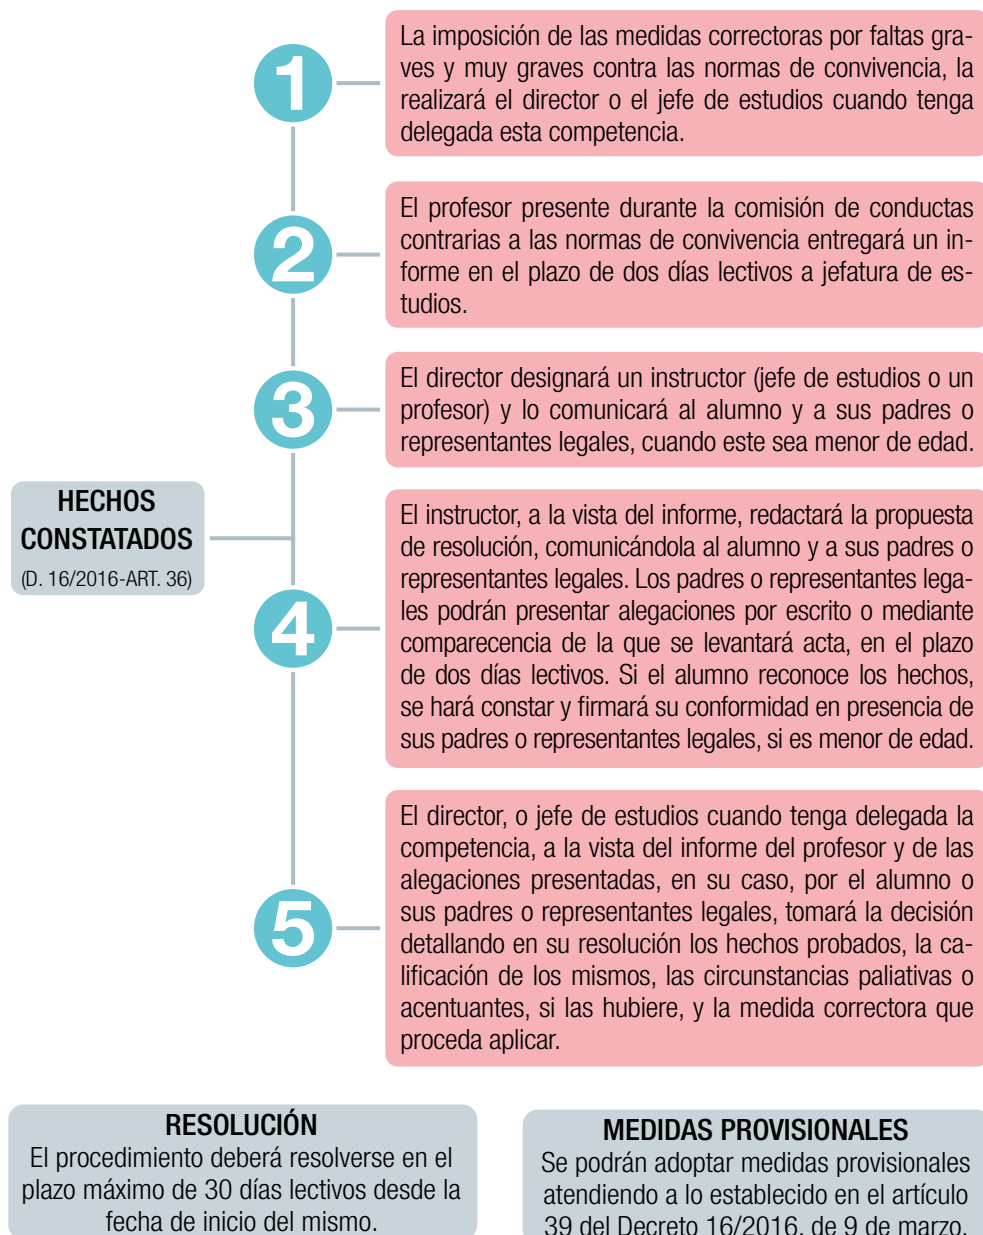 1
La imposición de las medidas correctoras por faltas gra-
ves y muy graves contra las normas de convivencia, la
realizará el director o el jefe de estudios cuando tenga
delegada esta competencia.
2
El profesor presente durante la comisión de conductas
contrarias a las normas de convivencia entregará un in-
forme en el plazo de dos días lectivos a jefatura de es-
tudios.
3
El director designará un instructor (jefe de estudios o un
profesor) y lo comunicará al alumno y a sus padres o
representantes legales, cuando este sea menor de edad.
HECHOS
CONSTATADOS
(D. 16/2016-ART. 36)
4
El instructor, a la vista del informe, redactará la propuesta
de resolución, comunicándola al alumno y a sus padres o
representantes legales. Los padres o representantes lega-
les podrán presentar alegaciones por escrito o mediante
comparecencia de la que se levantará acta, en el plazo
de dos días lectivos. Si el alumno reconoce los hechos,
se hará constar y firmará su conformidad en presencia de
sus padres o representantes legales, si es menor de edad.
5
El director, o jefe de estudios cuando tenga delegada la
competencia, a la vista del informe del profesor y de las
alegaciones presentadas, en su caso, por el alumno o
sus padres o representantes legales, tomará la decisión
detallando en su resolución los hechos probados, la ca-
lificación de los mismos, las circunstancias paliativas o
acentuantes, si las hubiere, y la medida correctora que
proceda aplicar.
RESOLUCIÓN
El procedimiento deberá resolverse en el
plazo máximo de 30 días lectivos desde la
fecha de inicio del mismo.
MEDIDAS PROVISIONALES
Se podrán adoptar medidas provisionales
atendiendo a lo establecido en el artículo
39 del Decreto 16/2016, de 9 de marzo.